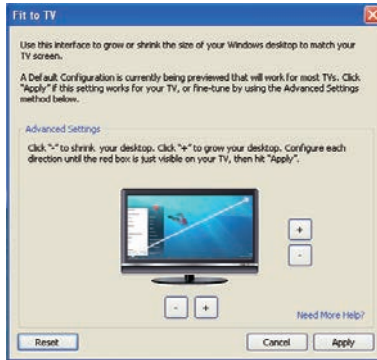 Fit to TV
Use this interface to grow or shrink the size of your Windows desktop to match your
TV screen.
A Default Configuration is currently being previewed that will work for most TVs. Click
"Apply" if this setting works for your TV, or fine-tune by using the Advanced Settings
method below.
Advanced Settings
Click "-" to shrink your desktop. Click "+" to grow your desktop. Configure each
direction until the red box is just visible on your TV, then hit "Apply".
+
-
- +
Need More Help?
Reset Cancel Apply